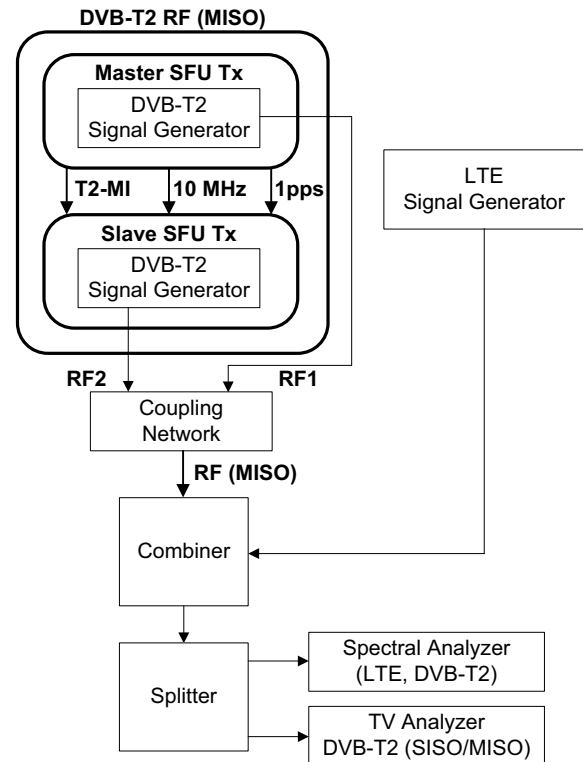 DVB-T2 RF (MISO)
Master SFU Tx
DVB-T2
Signal Generator
T2-MI
10 MHz
1pps
Slave SFU Tx
DVB-T2
Signal Generator
LTE
Signal Generator
RF2
RF1
Coupling
Network
RF (MISO)
Combiner
Splitter
Spectral Analyzer
(LTE, DVB-T2)
TV Analyzer
DVB-T2 (SISO/MISO)